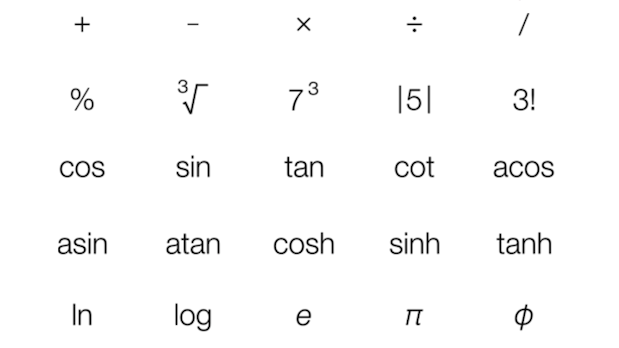 + − × ÷ /
% ∛ 7³ |5| 3!
cos sin tan cot acos
asin atan cosh sinh tanh
ln log e π ϕ